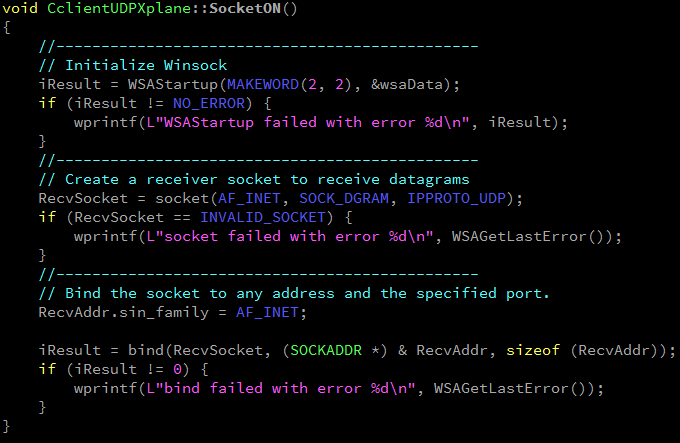 void CclientUDPXplane::SocketON()
{
    //------------------------------------------------
    // Initialize Winsock
    iResult = WSAStartup(MAKEWORD(2, 2), &wsaData);
    if (iResult != NO_ERROR) {
        wprintf(L"WSAStartup failed with error %d\n", iResult);
    }
    //------------------------------------------------
    // Create a receiver socket to receive datagrams
    RecvSocket = socket(AF_INET, SOCK_DGRAM, IPPROTO_UDP);
    if (RecvSocket == INVALID_SOCKET) {
        wprintf(L"socket failed with error %d\n", WSAGetLastError());
    }
    //------------------------------------------------
    // Bind the socket to any address and the specified port.
    RecvAddr.sin_family = AF_INET;

    iResult = bind(RecvSocket, (SOCKADDR *) & RecvAddr, sizeof (RecvAddr));
    if (iResult != 0) {
        wprintf(L"bind failed with error %d\n", WSAGetLastError());
    }
}